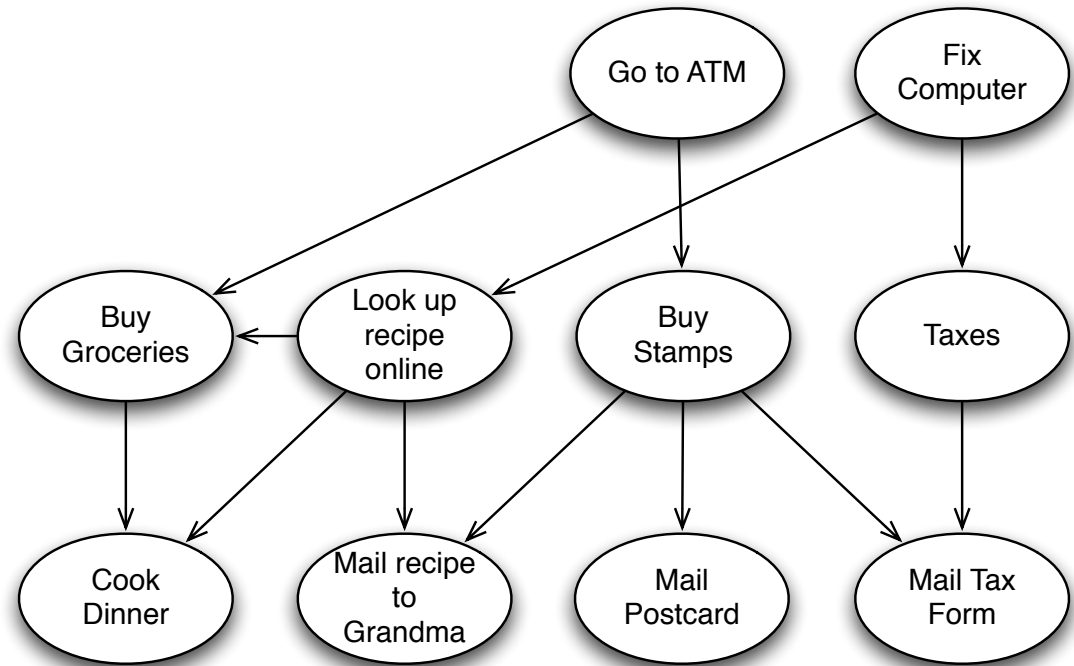 Go to ATM
Fix
Computer
Buy
Groceries
Look up
recipe
online
Buy
Stamps
Taxes
Cook
Dinner
Mail recipe
to
Grandma
Mail
Postcard
Mail Tax
Form